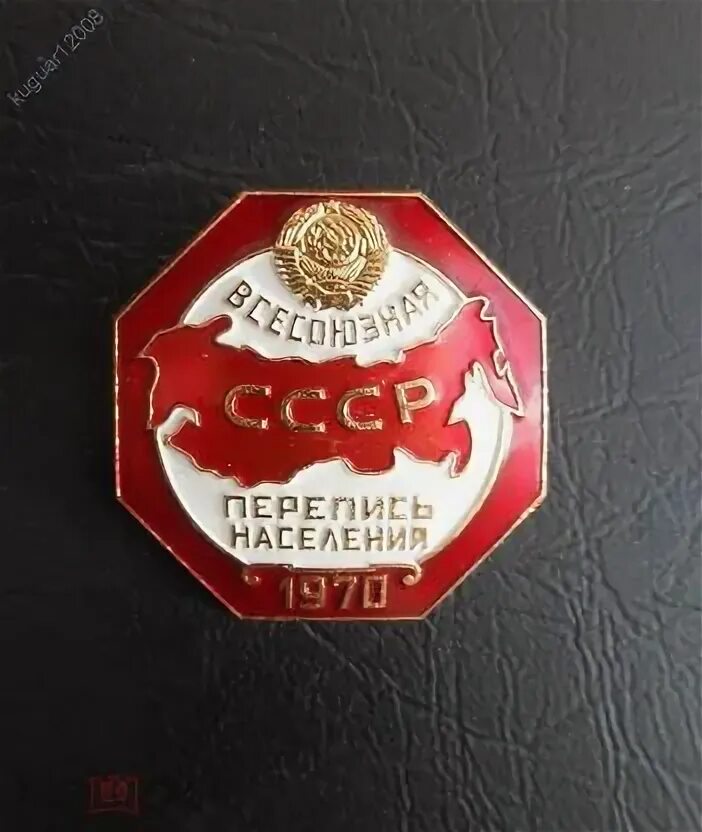 kuguar12008
ВСЕСОЮЗНАЯ
СССР
ПЕРЕПИСЬ
НАСЕЛЕНИЯ
1970